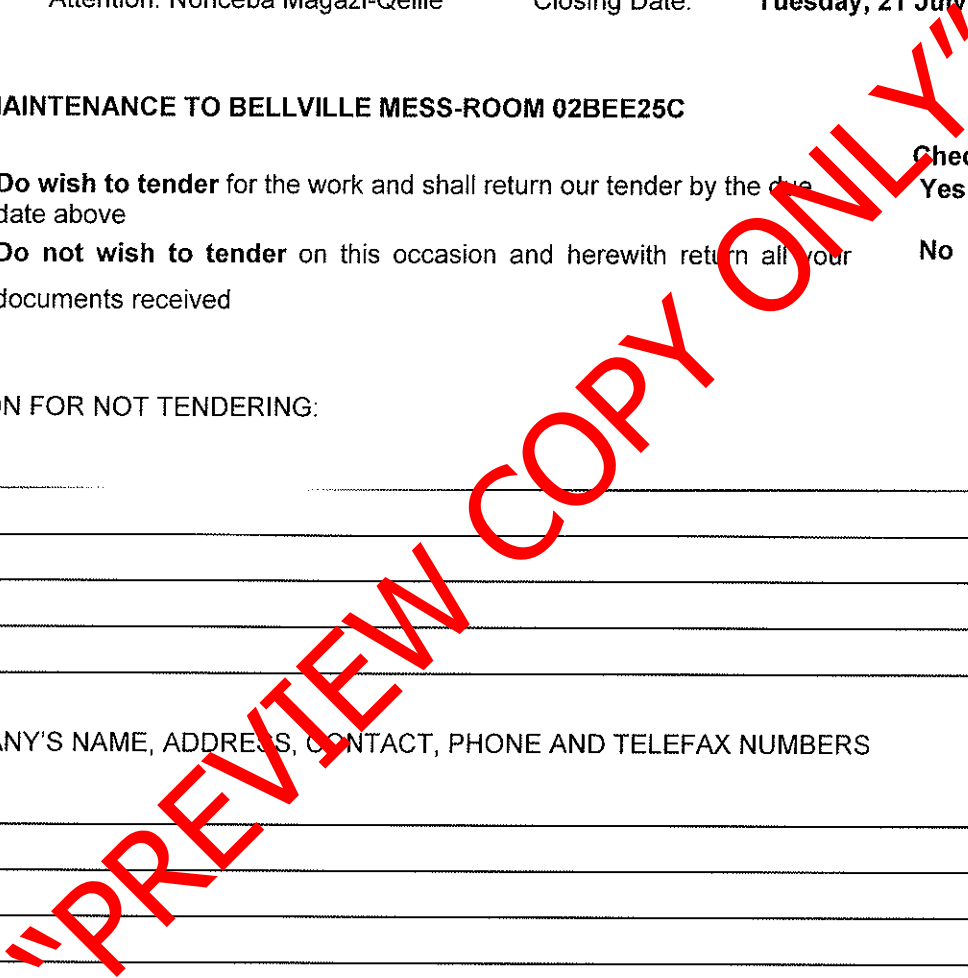 Attention: Nonceba Magazi-Qelile Closing Date: Tuesday, 21 July
MAINTENANCE TO BELLVILLE MESS-ROOM 02BEE25C
Chec
Do wish to tender for the work and shall return our tender by the due Yes
date above
Do not wish to tender on this occasion and herewith return all your No
documents received
ON FOR NOT TENDERING:
ANY'S NAME, ADDRESS, CONTACT, PHONE AND TELEFAX NUMBERS
"PREVIEW COPY ONLY"